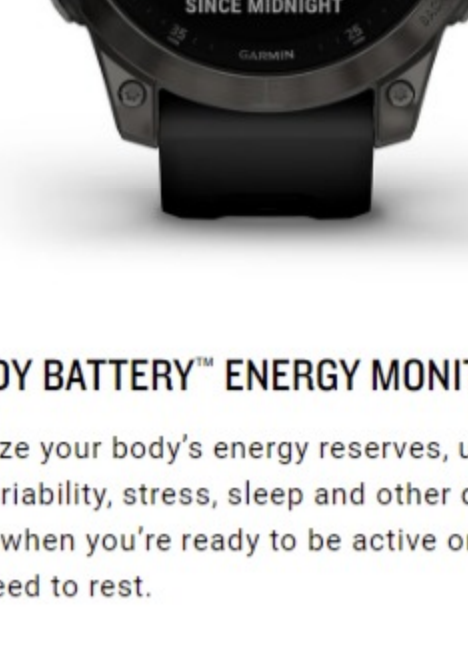 SINCE MIDNIGHT
35
25
GARMIN
DY BATTERY™ ENERGY MONIT
ze your body's energy reserves, u
riability, stress, sleep and other
when you're ready to be active or
eed to rest.